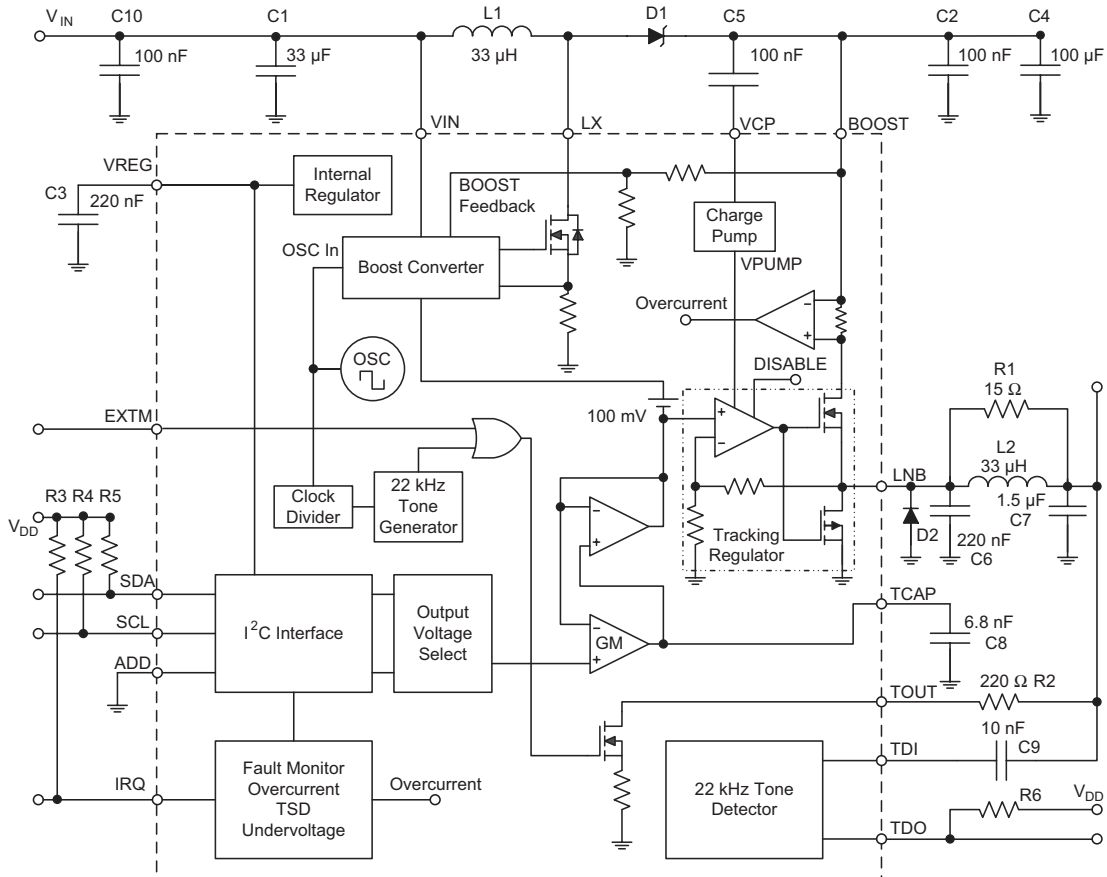 V IN
C10
100 nF
C1
33 µF
L1
33 µH
D1
C5
100 nF
C2
100 nF
C4
100 µF
VIN
LX
VCP
BOOST
VREG
C3
220 nF
Internal
Regulator
BOOST
Feedback
Charge
Pump
VPUMP
OSC In
Boost Converter
Overcurrent
−
+
OSC
DISABLE
100 mV
R1
15 Ω
EXTM
+
−
L2
33 µH
LNB
1.5 µF
C7
Clock
Divider
22 kHz
Tone
Generator
R3 R4 R5
VDD
−
+
Tracking
Regulator
D2
220 nF
C6
SDA
SCL
ADD
I2C Interface
Output
Voltage
Select
−
GM
+
TCAP
6.8 nF
C8
TOUT
220 Ω R2
10 nF
C9
TDI
IRQ
Fault Monitor
Overcurrent
TSD
Undervoltage
Overcurrent
22 kHz Tone
Detector
R6
VDD
TDO